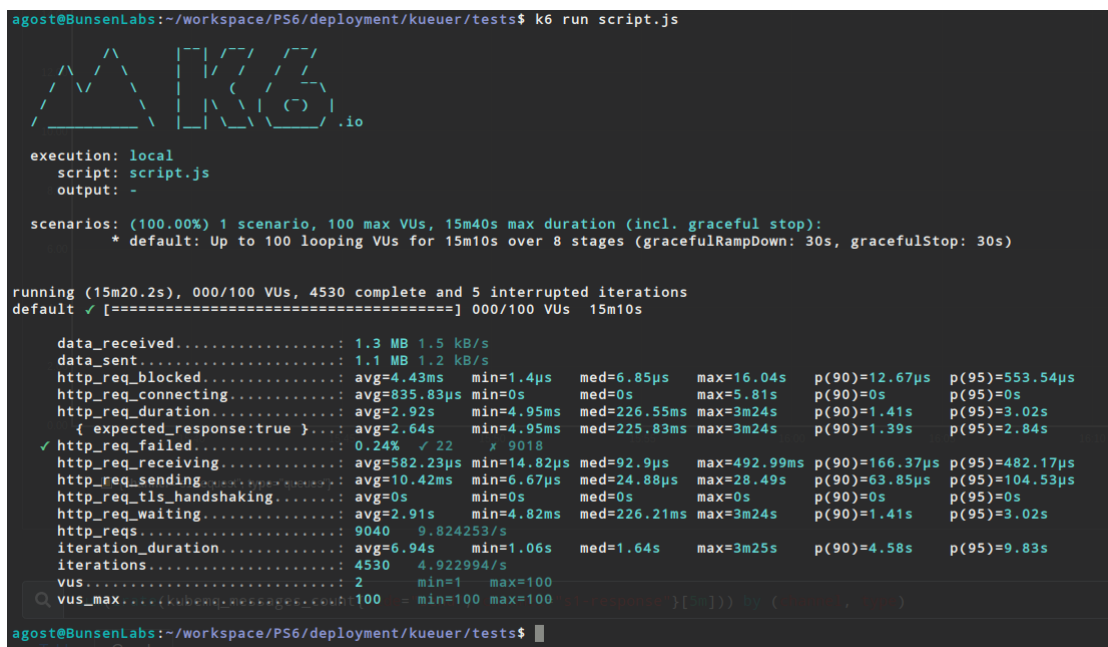 agost@BunsenLabs:~/workspace/PS6/deployment/kueuer/tests$ k6 run script.js
.io
execution: local
script: script.js
output: -
scenarios: (100.00%) 1 scenario, 100 max VUs, 15m40s max duration (incl. graceful stop):
* default: Up to 100 looping VUs for 15m10s over 8 stages (gracefulRampDown: 30s, gracefulStop: 30s)
running (15m20.2s), 000/100 VUs, 4530 complete and 5 interrupted iterations
default ✓ [======================================] 000/100 VUs  15m10s
data_received..................: 1.3 MB 1.5 kB/s
data_sent......................: 1.1 MB 1.2 kB/s
http_req_blocked...............: avg=4.43ms   min=1.4µs   med=6.85µs   max=16.04s   p(90)=12.67µs  p(95)=553.54µs
http_req_connecting............: avg=835.83µs min=0s      med=0s       max=5.81s    p(90)=0s       p(95)=0s
http_req_duration..............: avg=2.92s    min=4.95ms  med=226.55ms max=3m24s    p(90)=1.41s    p(95)=3.02s
{ expected_response:true }...: avg=2.64s    min=4.95ms  med=225.83ms max=3m24s    p(90)=1.39s    p(95)=2.84s
✓ http_req_failed................: 0.24%  ✓ 22       ✗ 9018
http_req_receiving.............: avg=582.23µs min=14.82µs med=92.9µs   max=492.99ms p(90)=166.37µs p(95)=482.17µs
http_req_sending...............: avg=10.42ms  min=6.67µs  med=24.88µs  max=28.49s   p(90)=63.85µs  p(95)=104.53µs
http_req_tls_handshaking.......: avg=0s       min=0s      med=0s       max=0s       p(90)=0s       p(95)=0s
http_req_waiting...............: avg=2.91s    min=4.82ms  med=226.21ms max=3m24s    p(90)=1.41s    p(95)=3.02s
http_reqs......................: 9040   9.824253/s
iteration_duration.............: avg=6.94s    min=1.06s   med=1.64s    max=3m25s    p(90)=4.58s    p(95)=9.83s
iterations.....................: 4530   4.922994/s
vus............................: 2      min=1    max=100
vus_max........................: 100    min=100  max=100
agost@BunsenLabs:~/workspace/PS6/deployment/kueuer/tests$